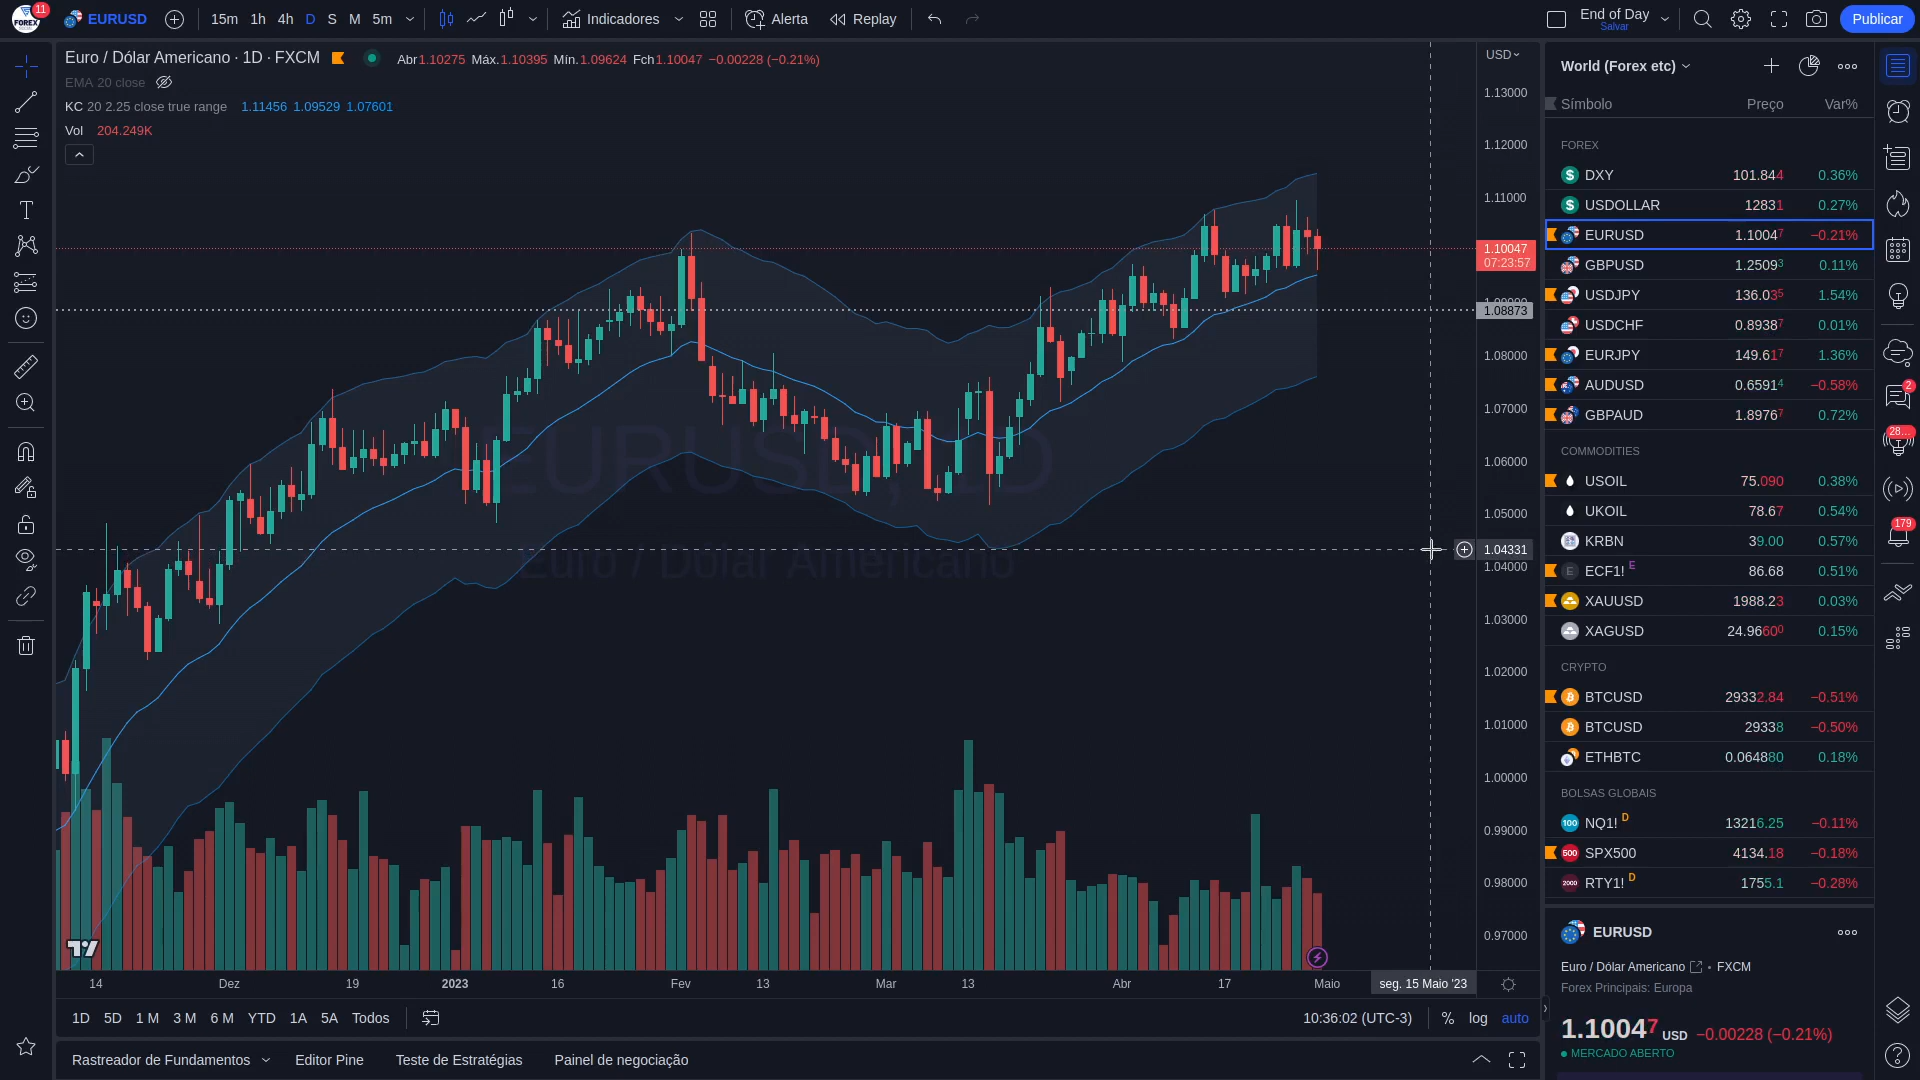 11
FOREX
EURUSD
15m 1h 4h D S M 5m
Indicadores
Alerta
Replay
End of Day
Salvar
Publicar
Euro / Dólar Americano · 1D · FXCM
Abr1.10275 Máx.1.10395 Mín.1.09624 Fch1.10047 −0.00228 (−0.21%)
EMA 20 close
KC 20 2.25 close true range 1.11456 1.09529 1.07601
Vol 204.249K
EURUSD, 1D
Euro / Dólar Americano
USD
1.13000
1.12000
1.11000
1.10047
07:23:57
1.08873
1.08000
1.07000
1.06000
1.05000
1.04331
1.04000
1.03000
1.02000
1.01000
1.00000
0.99000
0.98000
0.97000
14 Dez 19 2023 16 Fev 13 Mar 13 Abr 17 Maio
seg. 15 Maio '23
1D 5D 1 M 3 M 6 M YTD 1A 5A Todos
10:36:02 (UTC-3) % log auto
Rastreador de Fundamentos Editor Pine Teste de Estratégias Painel de negociação
World (Forex etc)
Símbolo Preço Var%
FOREX
DXY 101.844 0.36%
USDOLLAR 12831 0.27%
EURUSD 1.10047 −0.21%
GBPUSD 1.25093 0.11%
USDJPY 136.035 1.54%
USDCHF 0.89387 0.01%
EURJPY 149.617 1.36%
AUDUSD 0.65914 −0.58%
GBPAUD 1.89767 0.72%
COMMODITIES
USOIL 75.090 0.38%
UKOIL 78.67 0.54%
KRBN 39.00 0.57%
ECF1! E 86.68 0.51%
XAUUSD 1988.23 0.03%
XAGUSD 24.96600 0.15%
CRYPTO
BTCUSD 29332.84 −0.51%
BTCUSD 29338 −0.50%
ETHBTC 0.064880 0.18%
BOLSAS GLOBAIS
100 NQ1! D 13216.25 −0.11%
500 SPX500 4134.18 −0.18%
2000 RTY1! D 1755.1 −0.28%
EURUSD
Euro / Dólar Americano • FXCM
Forex Principais: Europa
1.10047 USD −0.00228 (−0.21%)
MERCADO ABERTO
2
28...
179